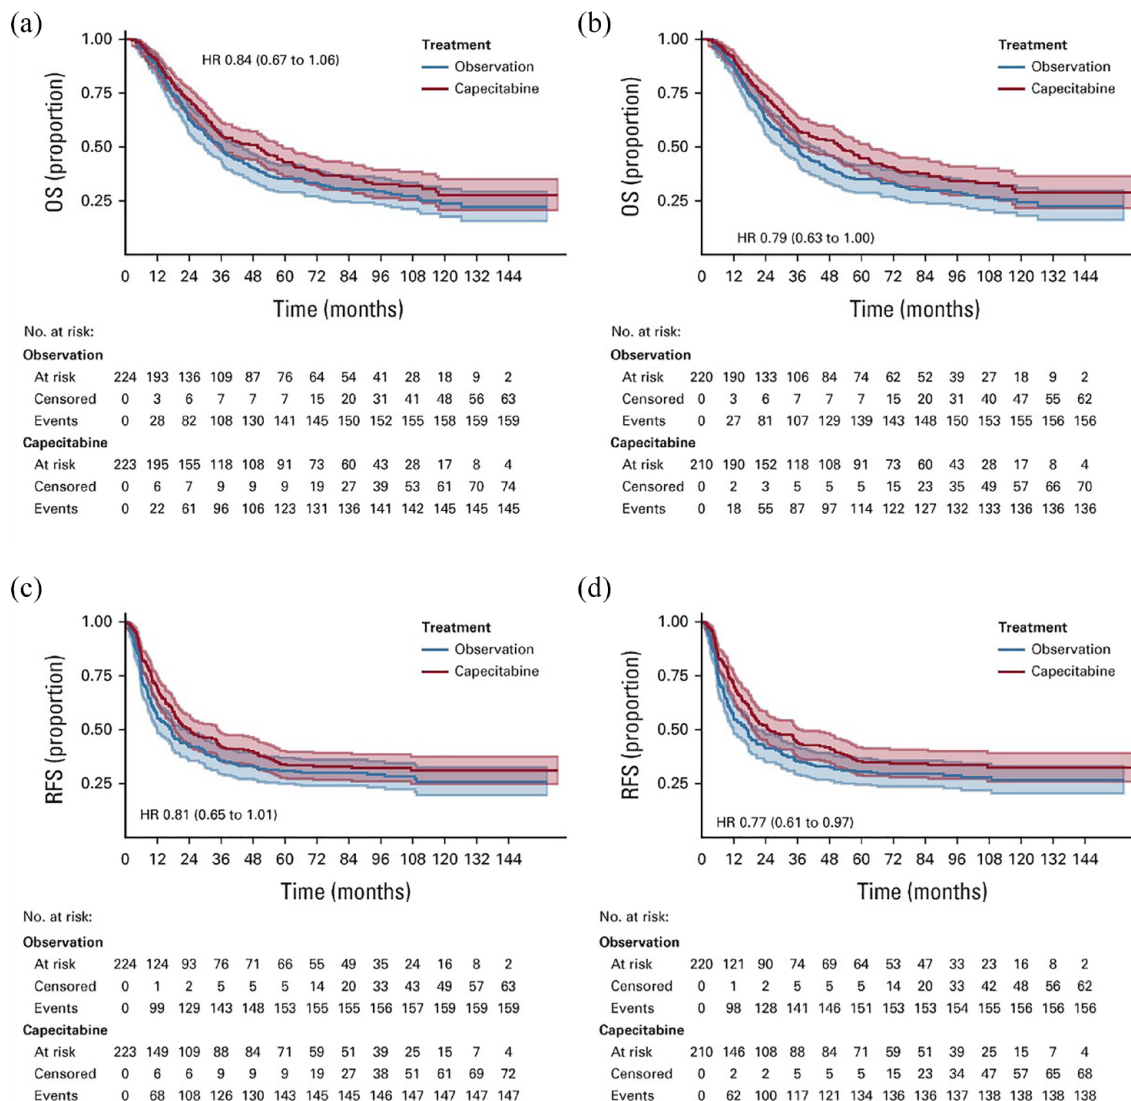 (a)
1.00
0.75
0.50
0.25
OS (proportion)
HR 0.84 (0.67 to 1.06)
Treatment
Observation
Capecitabine
0 12 24 36 48 60 72 84 96 108 120 132 144
Time (months)
No. at risk:
Observation
At risk 224 193 136 109 87 76 64 54 41 28 18 9 2
Censored 0 3 6 7 7 7 15 20 31 41 48 56 63
Events 0 28 82 108 130 141 145 150 152 155 158 159 159
Capecitabine
At risk 223 195 155 118 108 91 73 60 43 28 17 8 4
Censored 0 6 7 9 9 9 19 27 39 53 61 70 74
Events 0 22 61 96 106 123 131 136 141 142 145 145 145
(b)
1.00
0.75
0.50
0.25
OS (proportion)
Treatment
Observation
Capecitabine
HR 0.79 (0.63 to 1.00)
0 12 24 36 48 60 72 84 96 108 120 132 144
Time (months)
No. at risk:
Observation
At risk 220 190 133 106 84 74 62 52 39 27 18 9 2
Censored 0 3 6 7 7 7 15 20 31 40 47 55 62
Events 0 27 81 107 129 139 143 148 150 153 155 156 156
Capecitabine
At risk 210 190 152 118 108 91 73 60 43 28 17 8 4
Censored 0 2 3 5 5 5 15 23 35 49 57 66 70
Events 0 18 55 87 97 114 122 127 132 133 136 136 136
(c)
1.00
0.75
0.50
0.25
RFS (proportion)
Treatment
Observation
Capecitabine
HR 0.81 (0.65 to 1.01)
0 12 24 36 48 60 72 84 96 108 120 132 144
Time (months)
No. at risk:
Observation
At risk 224 124 93 76 71 66 55 49 35 24 16 8 2
Censored 0 1 2 5 5 5 14 20 33 43 49 57 63
Events 0 99 129 143 148 153 155 155 156 157 159 159 159
Capecitabine
At risk 223 149 109 88 84 71 59 51 39 25 15 7 4
Censored 0 6 6 9 9 9 19 27 38 51 61 69 72
Events 0 68 108 126 130 143 145 145 146 147 147 147 147
(d)
1.00
0.75
0.50
0.25
RFS (proportion)
Treatment
Observation
Capecitabine
HR 0.77 (0.61 to 0.97)
0 12 24 36 48 60 72 84 96 108 120 132 144
Time (months)
No. at risk:
Observation
At risk 220 121 90 74 69 64 53 47 33 23 16 8 2
Censored 0 1 2 5 5 5 14 20 33 42 48 56 62
Events 0 98 128 141 146 151 153 153 154 155 156 156 156
Capecitabine
At risk 210 146 108 88 84 71 59 51 39 25 15 7 4
Censored 0 2 2 5 5 5 15 23 34 47 57 65 68
Events 0 62 100 117 121 134 136 136 137 138 138 138 138